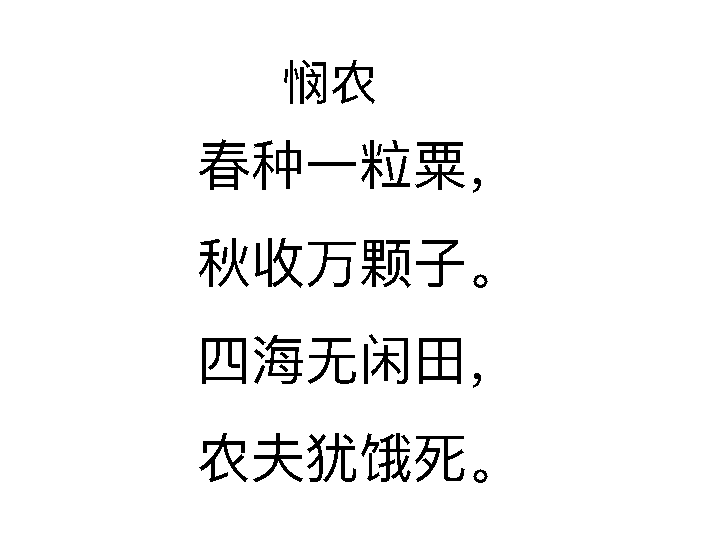 悯农
春种一粒粟，
秋收万颗子。
四海无闲田，
农夫犹饿死。